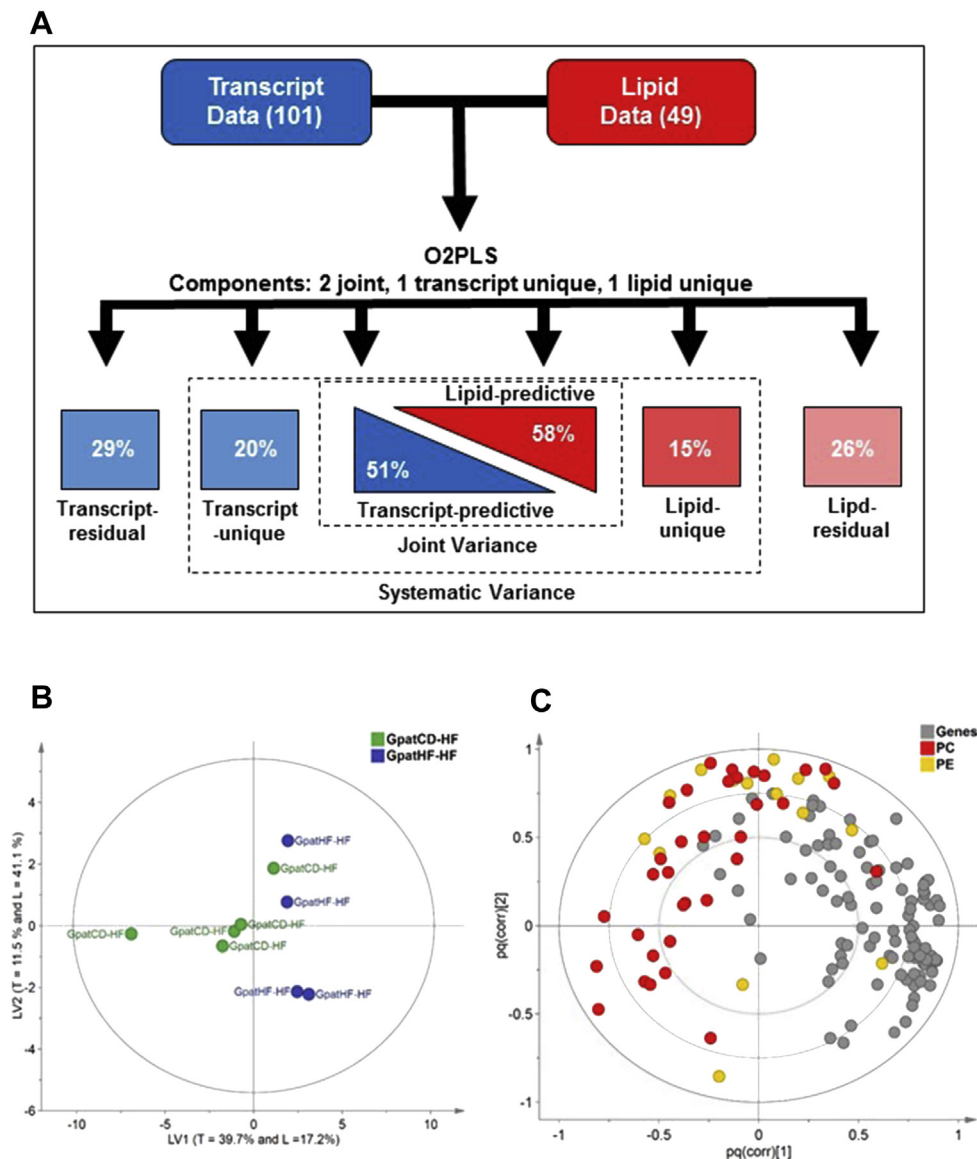 A
Transcript
Data (101)
Lipid
Data (49)
O2PLS
Components: 2 joint, 1 transcript unique, 1 lipid unique
Lipid-predictive
29%
20%
51%
58%
15%
26%
Transcript-
residual
Transcript
-unique
Transcript-predictive
Lipid-
unique
Lipd-
residual
Joint Variance
Systematic Variance
B
GpatCD-HF
GpatHF-HF
LV2 (T = 11.5 % and L = 41.1 %)
4
2
0
-2
-4
-6
GpatHF-HF
GpatCD-HF
GpatHF-HF
GpatCD-HF
GpatCD-HF
GpatCD-HF
GpatCD-HF
GpatHF-HF
GpatHF-HF
-10
-5
0
5
10
LV1 (T = 39.7% and L =17.2%)
C
Genes
PC
PE
pq(corr)[2]
1
0.5
0
-0.5
-1
-1
-0.5
0
0.5
1
pq(corr)[1]